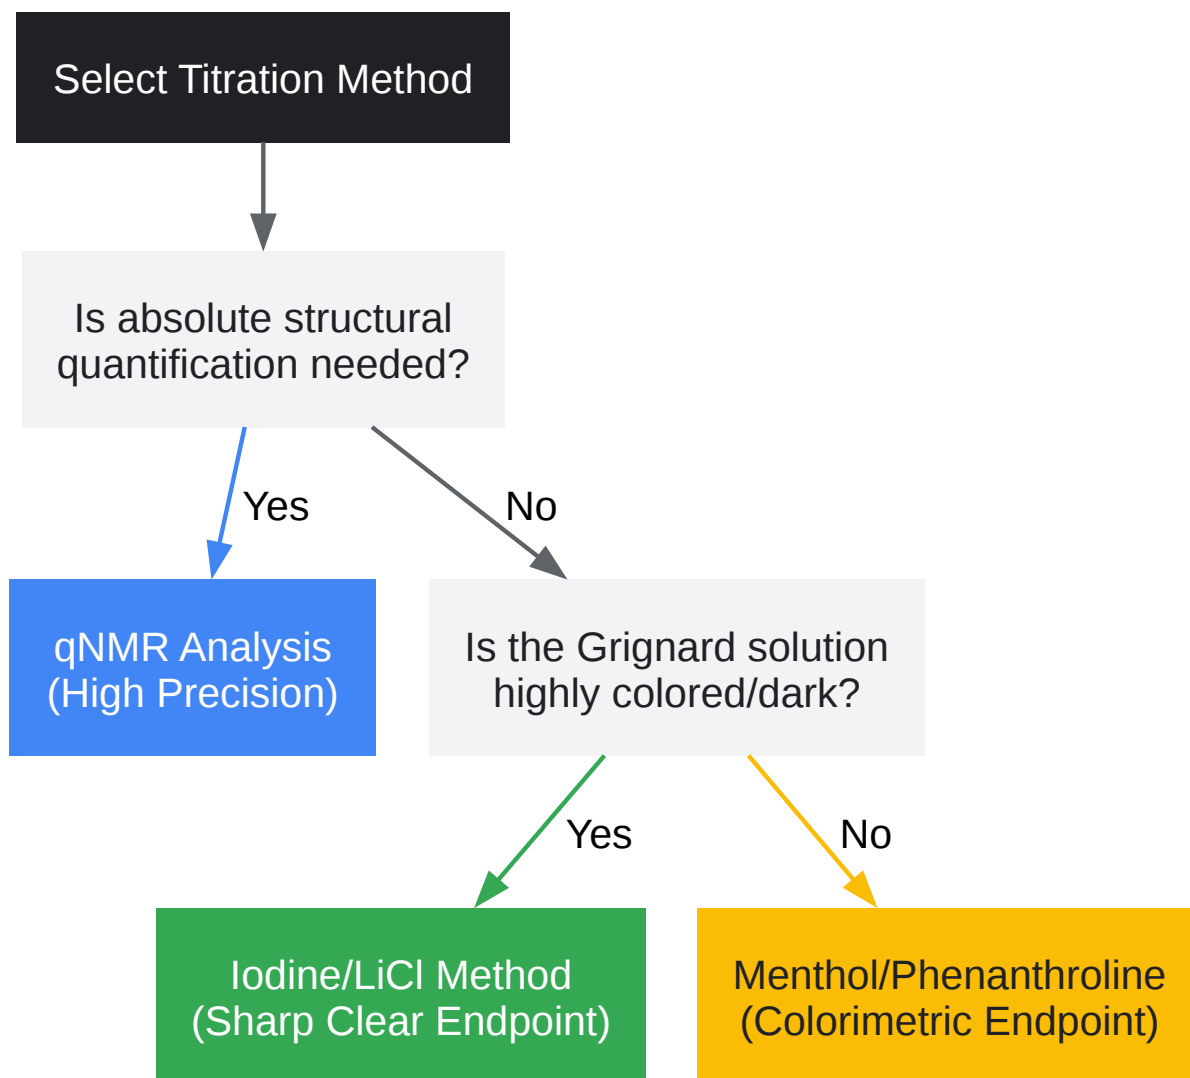 Select Titration Method
Is absolute structural
quantification needed?
Yes
No
qNMR Analysis
(High Precision)
Is the Grignard solution
highly colored/dark?
Yes
No
Iodine/LiCl Method
(Sharp Clear Endpoint)
Menthol/Phenanthroline
(Colorimetric Endpoint)